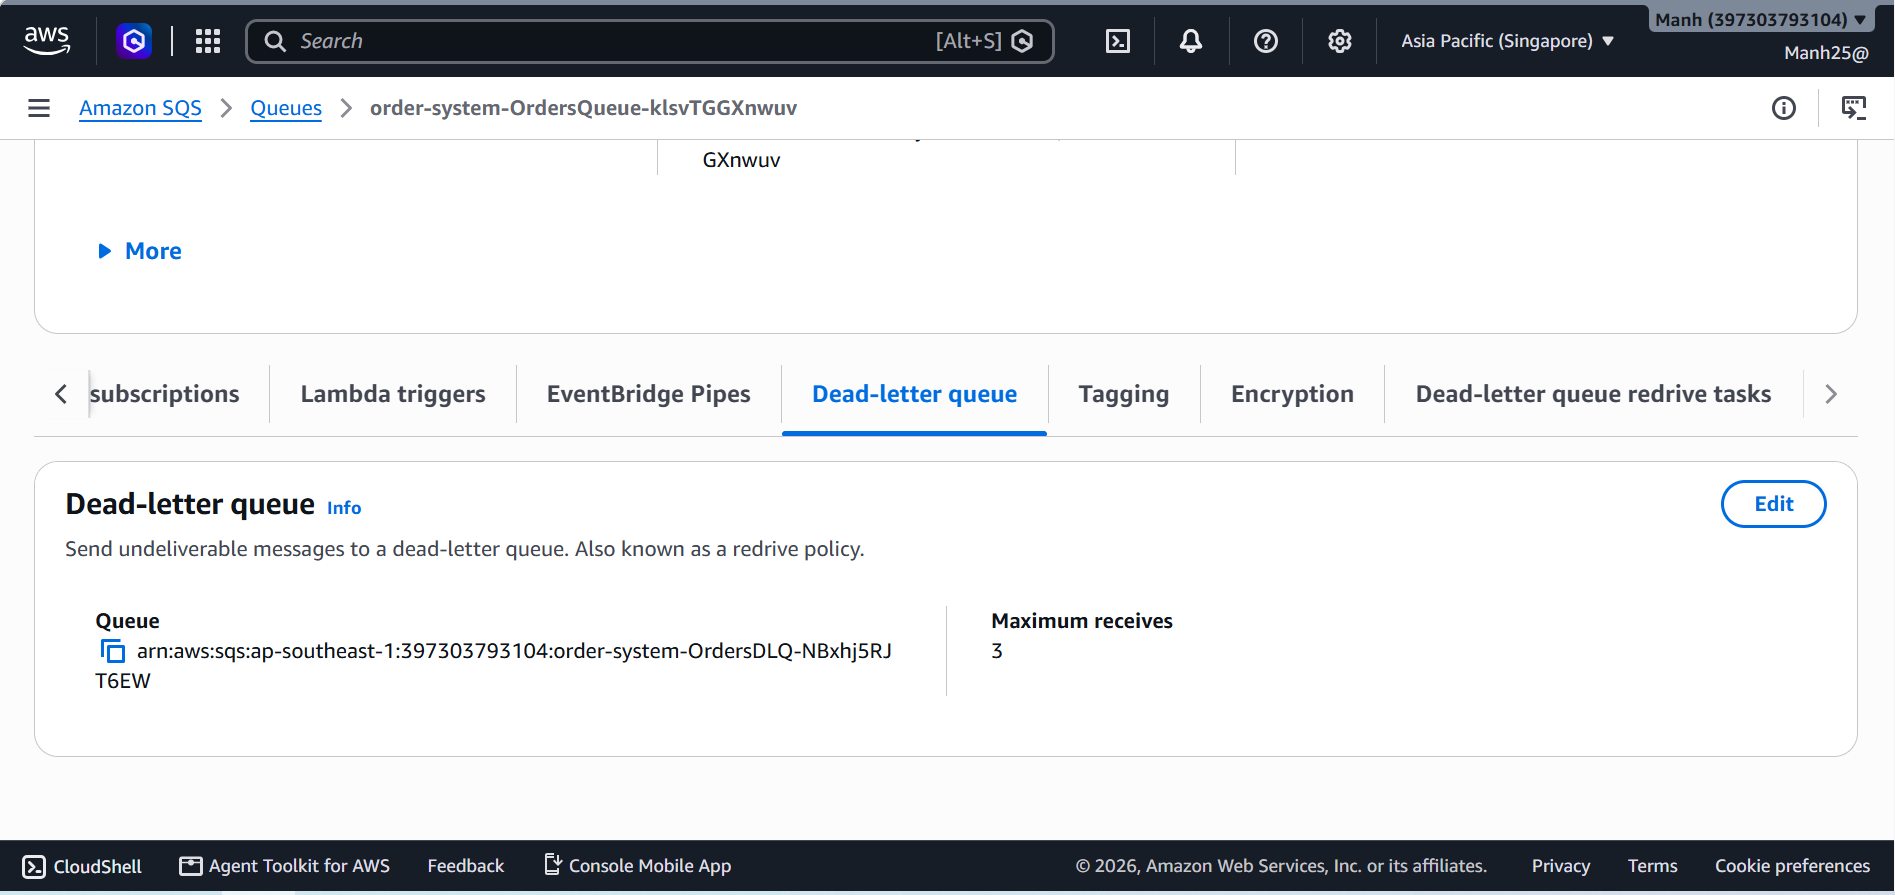 aws
Search
[Alt+S]
Asia Pacific (Singapore)
Manh (397303793104)
Manh25@
Amazon SQS
Queues
order-system-OrdersQueue-klsvTGGXnwuv
GXnwuv
More
subscriptions
Lambda triggers
EventBridge Pipes
Dead-letter queue
Tagging
Encryption
Dead-letter queue redrive tasks
Dead-letter queue Info
Edit
Send undeliverable messages to a dead-letter queue. Also known as a redrive policy.
Queue
arn:aws:sqs:ap-southeast-1:397303793104:order-system-OrdersDLQ-NBxhj5RJ
T6EW
Maximum receives
3
CloudShell
Agent Toolkit for AWS
Feedback
Console Mobile App
© 2026, Amazon Web Services, Inc. or its affiliates.
Privacy
Terms
Cookie preferences